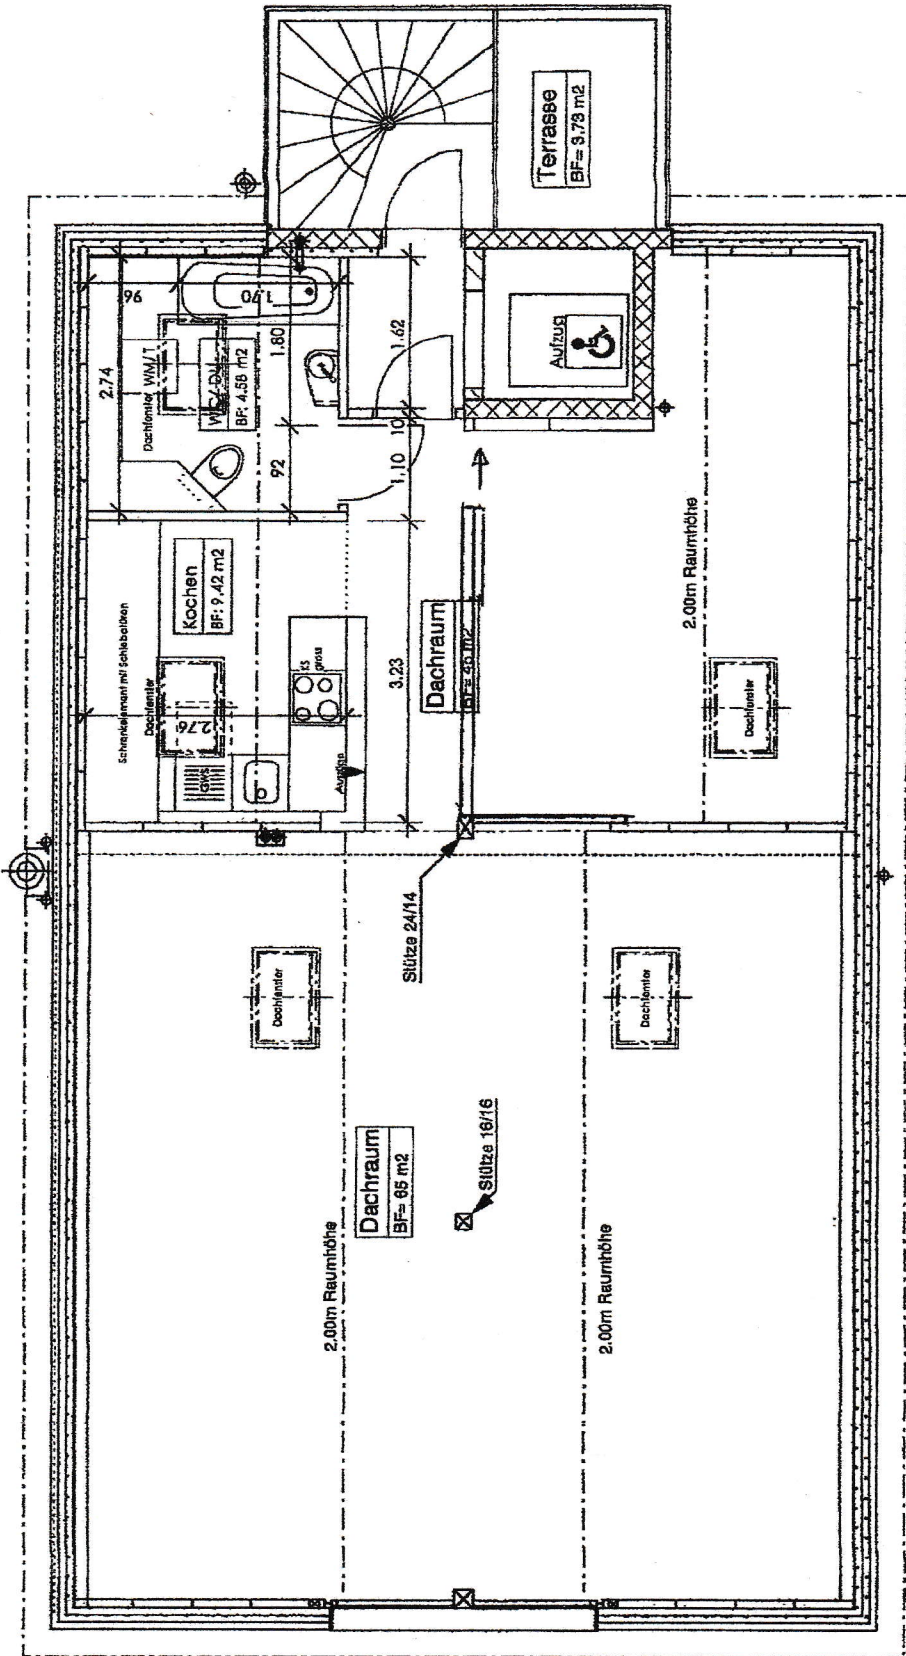 Terrasse
BF= 3.73 m2
96
1.70
2.74
Dachfenster WM/T
BF: 4.58 m2
1.80
1.62
92
10
1.10
Aufzug
Kochen
BF: 9.42 m2
Schrankelement mit Schiebetüren
Dachfenster
2.76
GWS
KS
gross
3.23
Dachraum
2.00m Raumhöhe
Dachfenster
Stütze 24/14
Dachfenster
Dachfenster
Dachraum
BF= 65 m2
Stütze 16/16
2.00m Raumhöhe
2.00m Raumhöhe